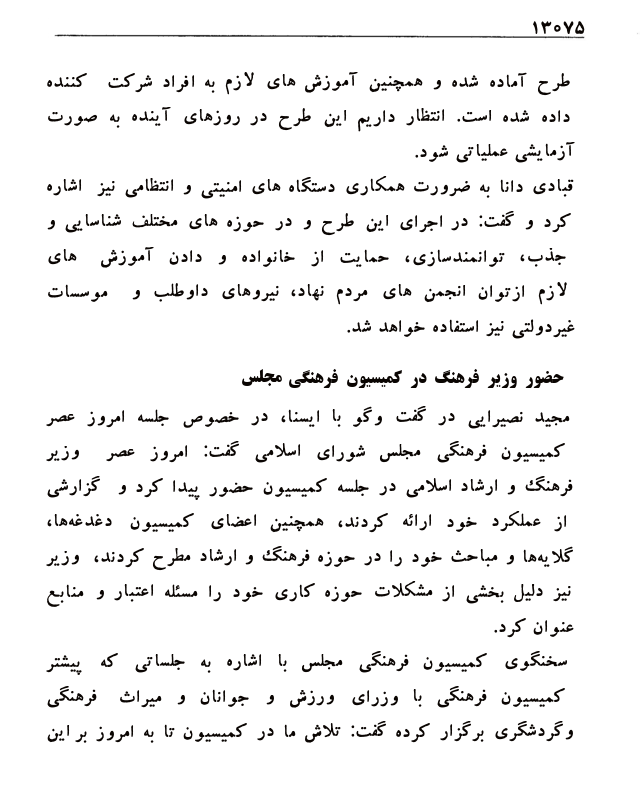 ۱۳۰۷۵
طرح آماده شده و همچنین آموزش های لازم به افراد شرکت کننده
داده شده است. انتظار داریم این طرح در روزهای آینده به صورت
آزمایشی عملیاتی شود.
قبادی دانا به ضرورت همکاری دستگاه های امنیتی و انتظامی نیز اشاره
کرد و گفت: در اجرای این طرح و در حوزه های مختلف شناسایی و
جذب، توانمندسازی، حمایت از خانواده و دادن آموزش های
لازم ازتوان انجمن های مردم نهاد، نیروهای داوطلب و موسسات
غیردولتی نیز استفاده خواهد شد.
حضور وزیر فرهنگ در کمیسیون فرهنگی مجلس
مجید نصیرایی در گفت وگو با ایسنا، در خصوص جلسه امروز عصر
کمیسیون فرهنگی مجلس شورای اسلامی گفت: امروز عصر وزیر
فرهنگ و ارشاد اسلامی در جلسه کمیسیون حضور پیدا کرد و گزارشی
از عملکرد خود ارائه کردند، همچنین اعضای کمیسیون دغدغه‌ها،
گلایه‌ها و مباحث خود را در حوزه فرهنگ و ارشاد مطرح کردند، وزیر
نیز دلیل بخشی از مشکلات حوزه کاری خود را مسئله اعتبار و منابع
عنوان کرد.
سخنگوی کمیسیون فرهنگی مجلس با اشاره به جلساتی که پیشتر
کمیسیون فرهنگی با وزرای ورزش و جوانان و میراث فرهنگی
وگردشگری برگزار کرده گفت: تلاش ما در کمیسیون تا به امروز بر این